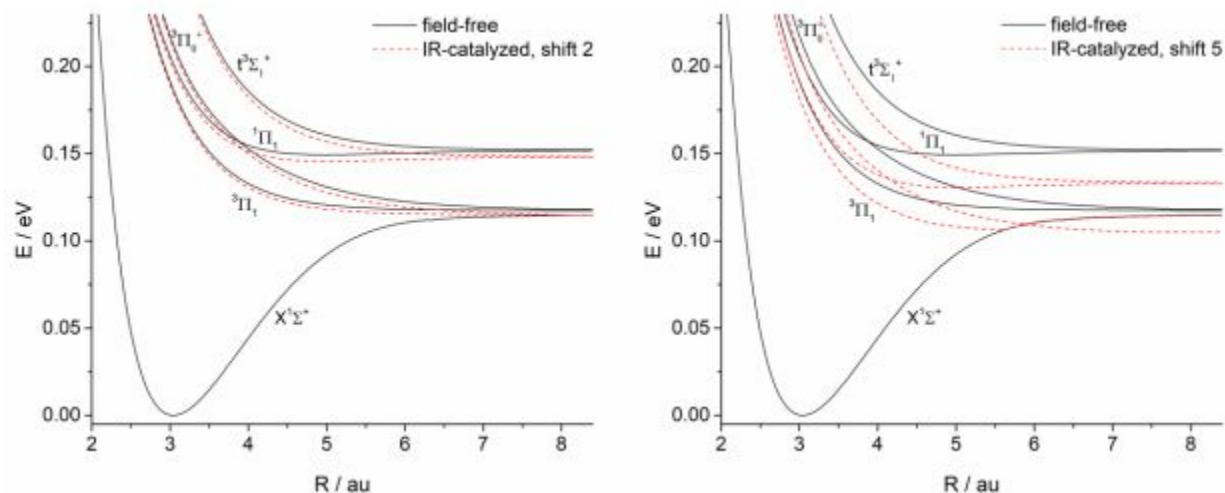 field-free
IR-catalyzed, shift 2
³Π₀⁺
t³Σ₁⁺
¹Π₁
³Π₁
X¹Σ⁺
E / eV
0.20
0.15
0.10
0.05
0.00
2 3 4 5 6 7 8
R / au
field-free
IR-catalyzed, shift 5
³Π₀⁺
t³Σ₁⁺
¹Π₁
³Π₁
X¹Σ⁺
E / eV
0.20
0.15
0.10
0.05
0.00
2 3 4 5 6 7 8
R / au